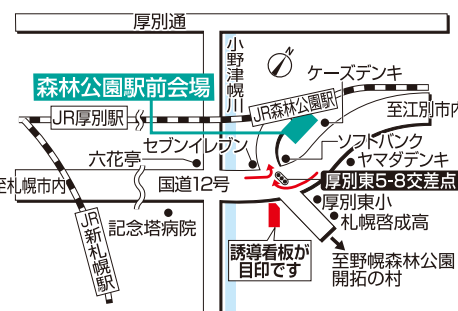 厚別通
小野津幌川
N
ケーズデンキ
森林公園駅前会場
JR森林公園駅
至江別市内
JR厚別駅
セブンイレブン
ソフトバンク
六花亭
ヤマダデンキ
至札幌市内
国道12号
厚別東5-8交差点
厚別東小
JR新札幌駅
記念塔病院
札幌啓成高
誘導看板が
目印です
至野幌森林公園
開拓の村